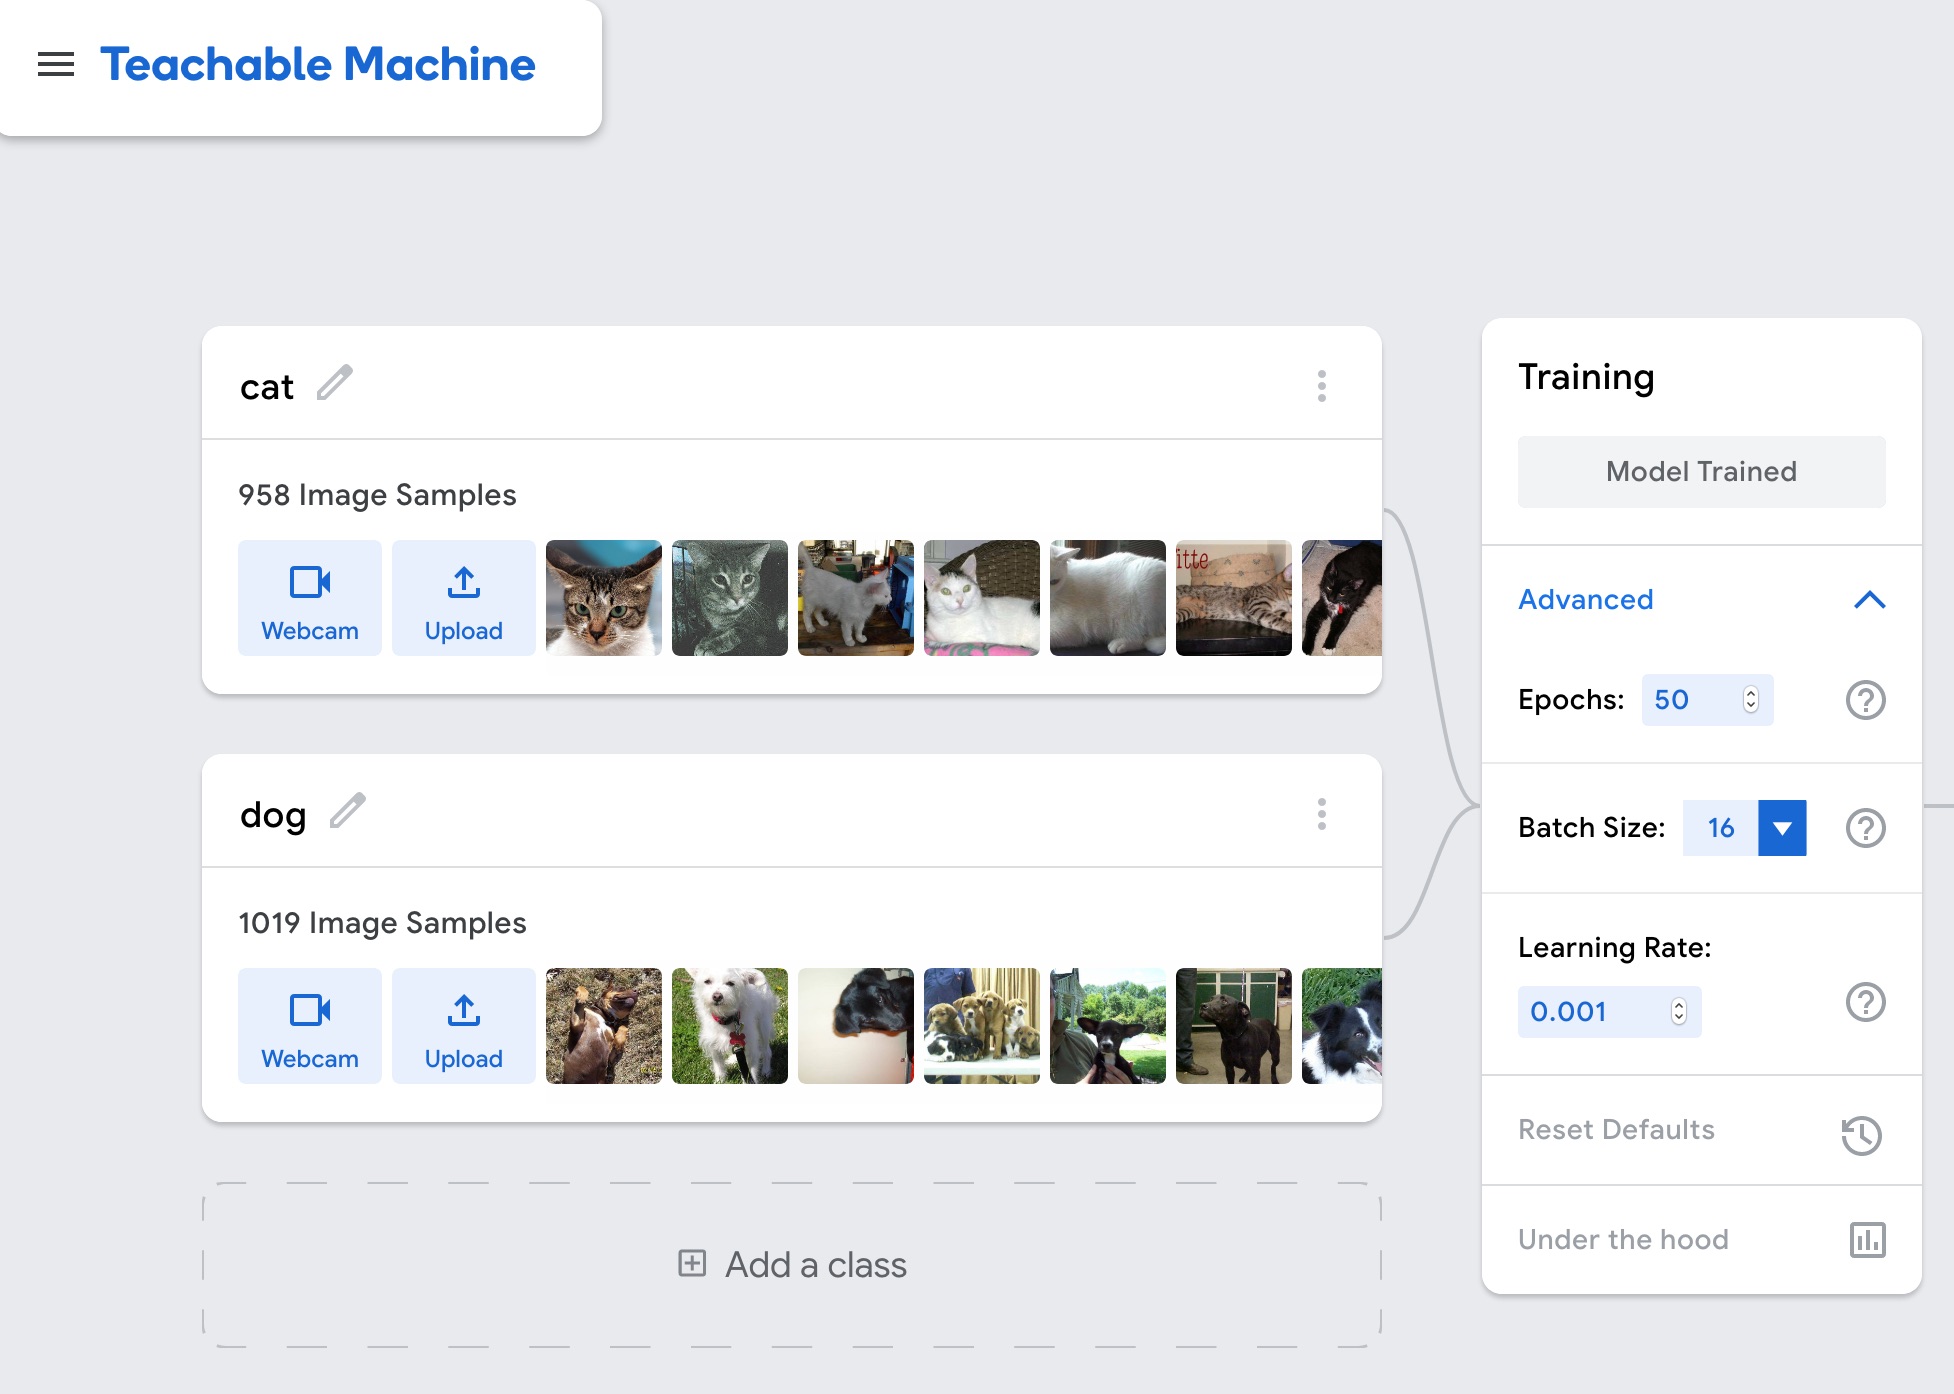 Teachable Machine
cat
958 Image Samples
Webcam
Upload
itte
dog
1019 Image Samples
Webcam
Upload
Add a class
Training
Model Trained
Advanced
Epochs: 50
Batch Size: 16
Learning Rate:
0.001
Reset Defaults
Under the hood